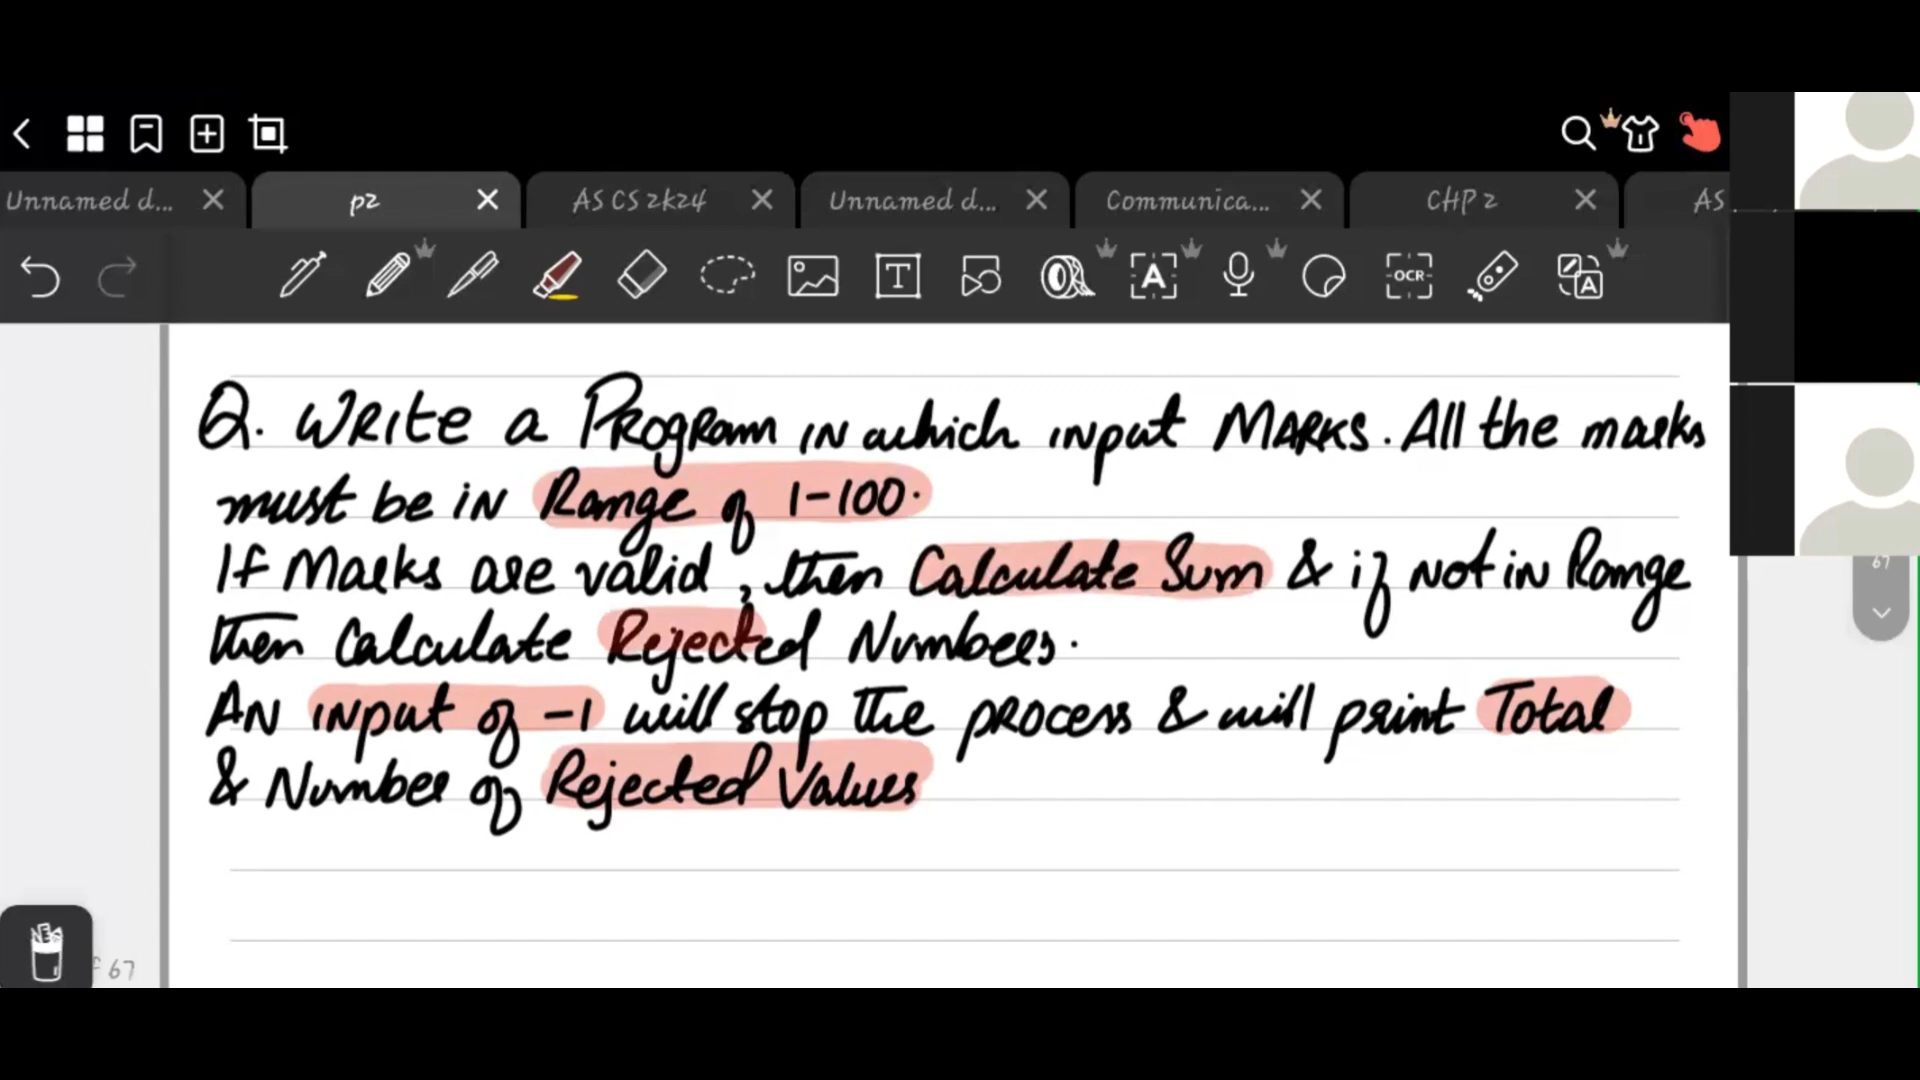 Unnamed d... p2 AS CS 2k24 Unnamed d... Communica... CHP 2 AS
T A OCR A
Q. Write a Program in which input Marks. All the marks
must be in Range of 1-100.
If Marks are valid, then Calculate Sum & if not in Range
then Calculate Rejected Numbers.
An input of -1 will stop the process & will print Total
& Number of Rejected Values
67
f 67